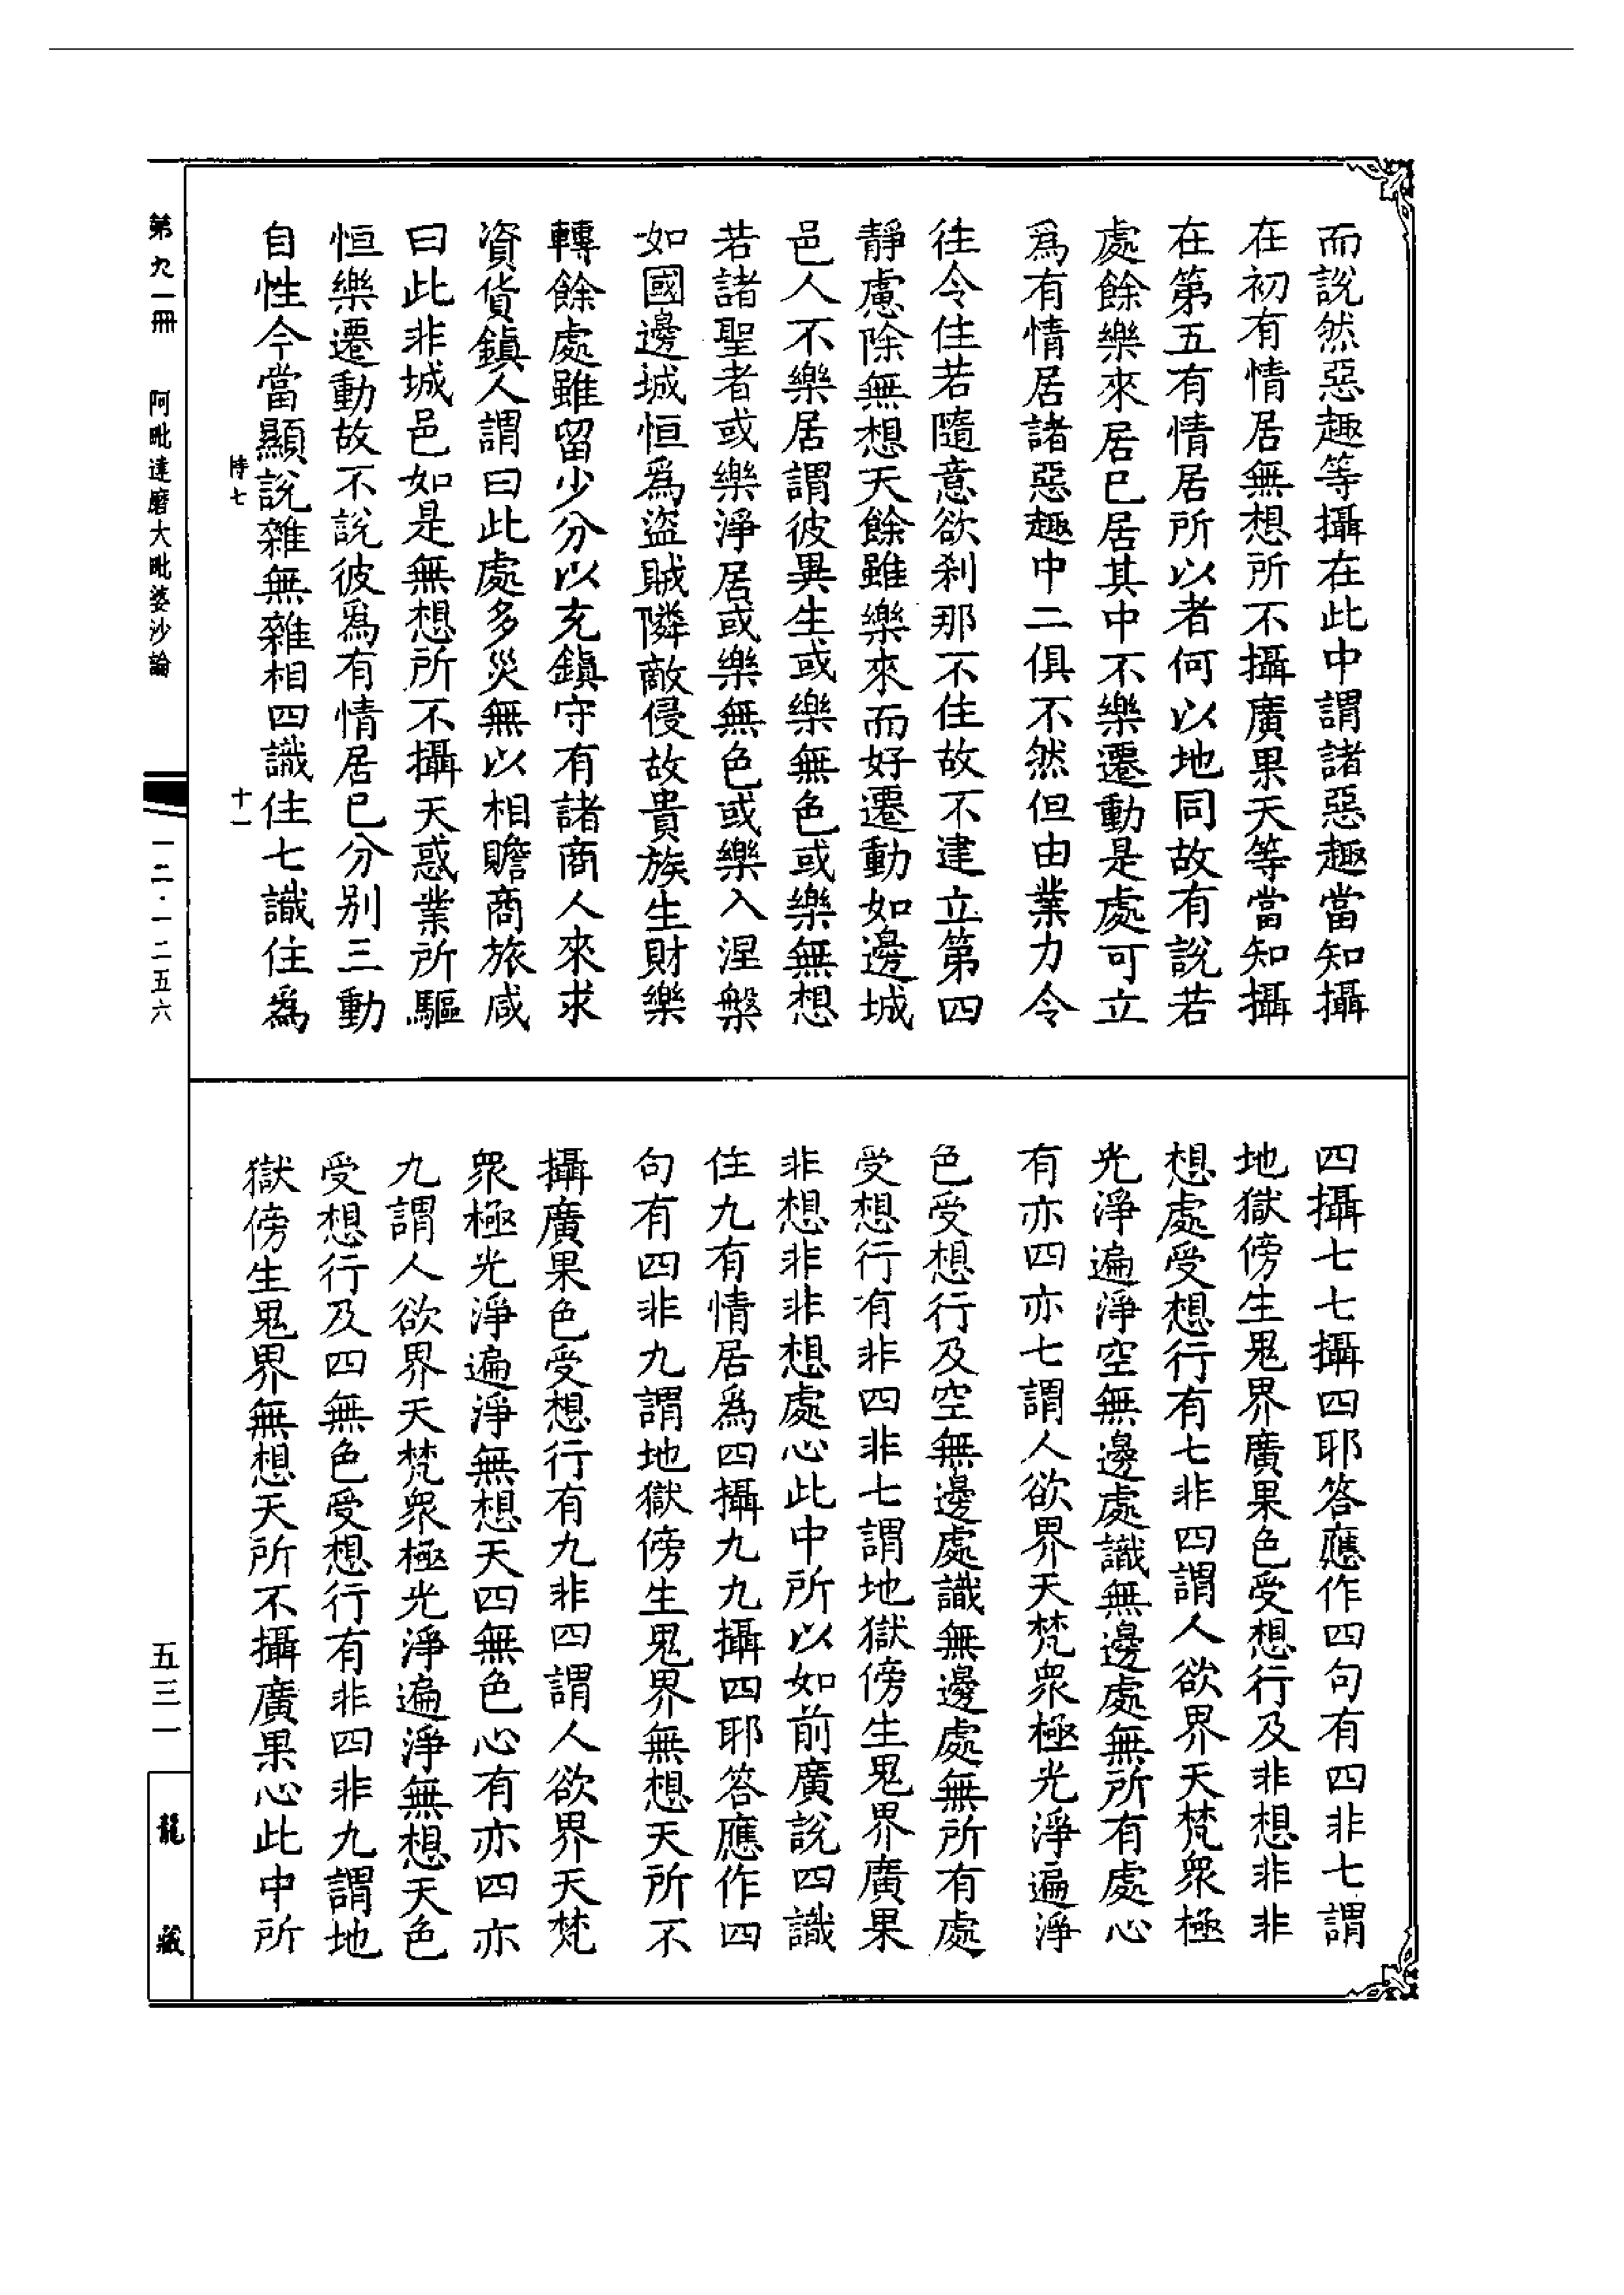 而說然惡趣等攝在此中謂諸惡趣當知攝
在初有情居無想所不攝廣果天等當知攝
在第五有情居所以者何以地同故有說若
處餘樂來居已居其中不樂遷動是處可立
爲有情居諸惡趣中二俱不然但由業力令
往令住若隨意欲刹那不住故不建立第四
靜慮除無想天餘雖樂來而好遷動如邊城
邑人不樂居謂彼異生或樂無色或樂無想
若諸聖者或樂淨居或樂無色或樂入涅槃
如國邊城恒爲盜賊隣敵侵故貴族生財樂
轉餘處雖留少分以充鎭守有諸商人來求
資貨鎭人謂曰此處多災無以相贍商旅咸
曰此非城邑如是無想所不攝天惑業所驅
恒樂遷動故不說彼爲有情居已分别三動
自性今當顯說雜無雜相四識住七識住爲
時七
十一
四攝七七攝四耶答應作四句有四非七謂
地獄傍生鬼界廣果色受想行及非想非非
想處受想行有七非四謂人欲界天梵衆極
光淨遍淨空無邊處識無邊處無所有處心
有亦四亦七謂人欲界天梵衆極光淨遍淨
色受想行及空無邊處識無邊處無所有處
受想行有非四非七謂地獄傍生鬼界廣果
非想非非想處心此中所以如前廣說四識
住九有情居爲四攝九九攝四耶答應作四
句有四非九謂地獄傍生鬼界無想天所不
攝廣果色受想行有九非四謂人欲界天梵
衆極光淨遍淨無想天四無色心有亦四亦
九謂人欲界天梵衆極光淨遍淨無想天色
受想行及四無色受想行有非四非九謂地
獄傍生鬼界無想天所不攝廣果心此中所
第九一冊 阿毗達磨大毗婆沙論
一二·一二五六
五三一
龍藏